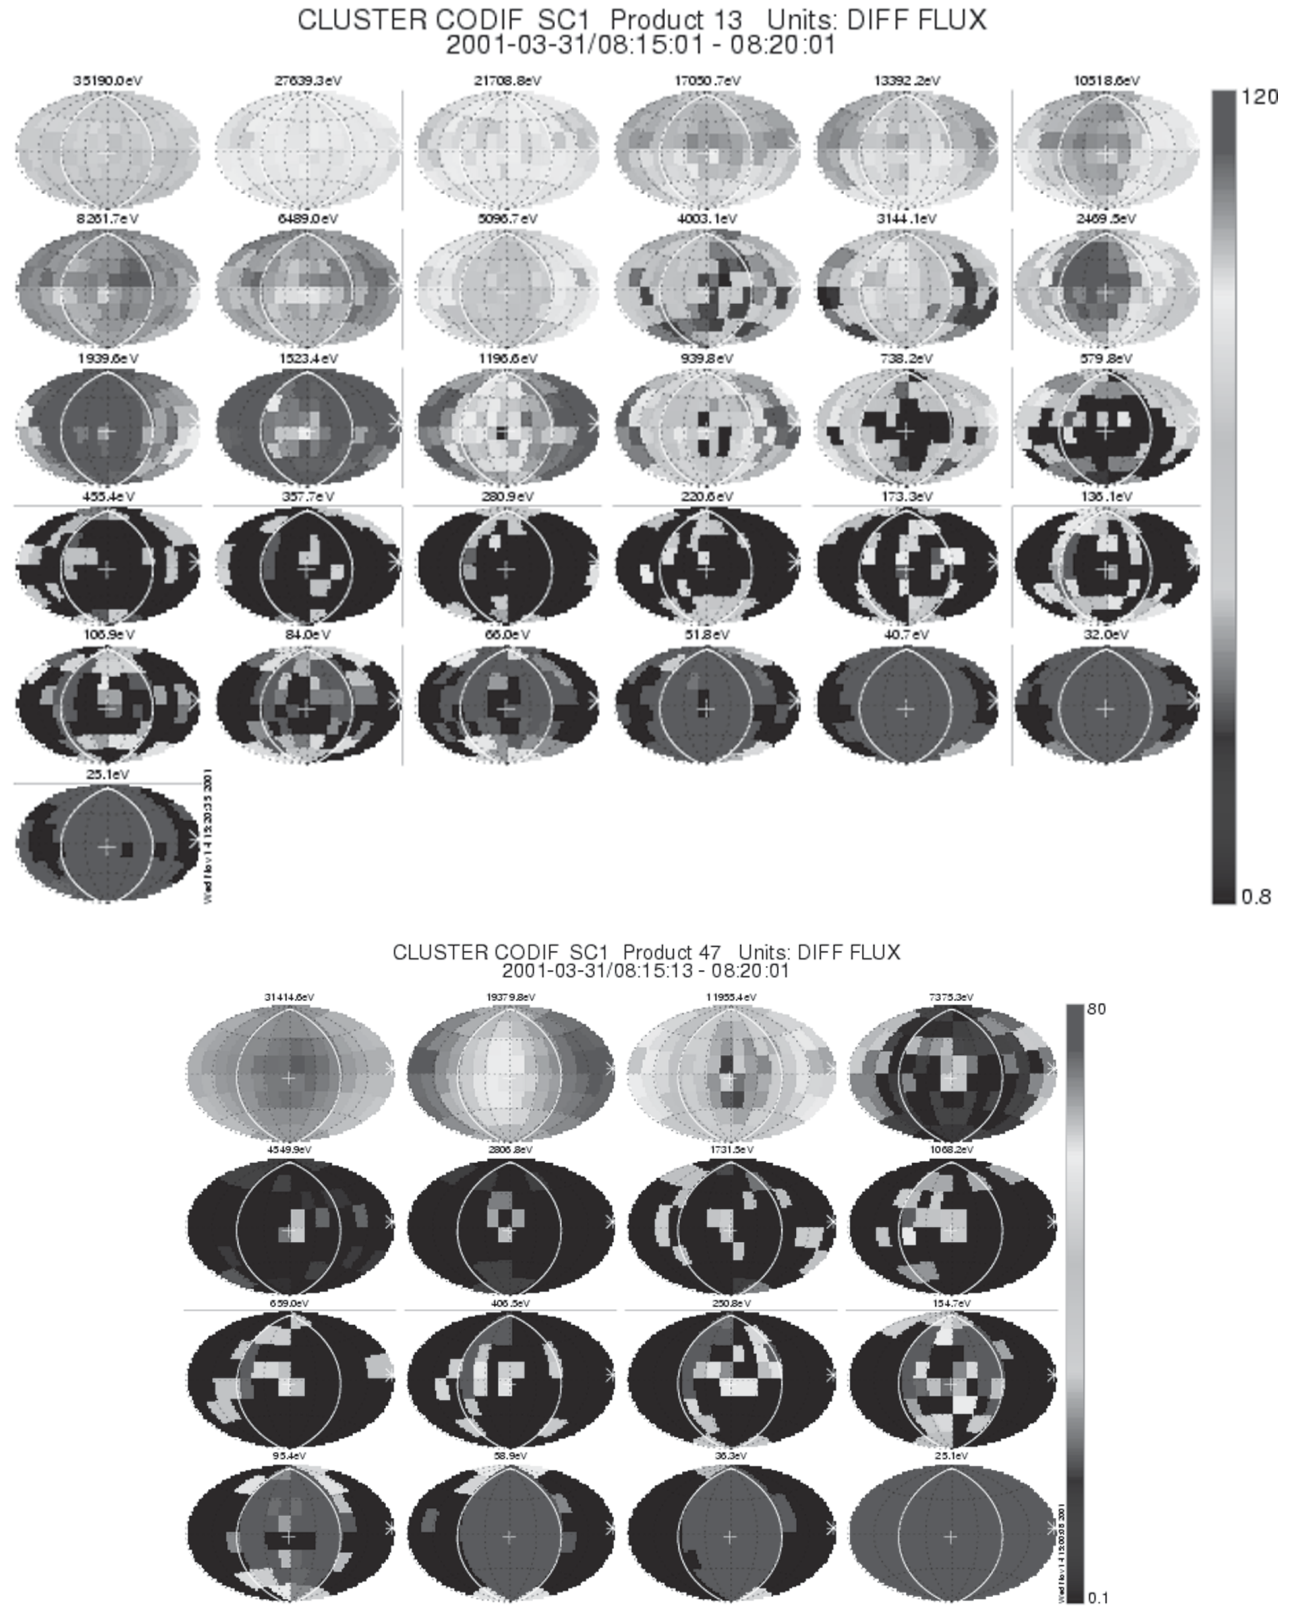 CLUSTER CODIF SC1 Product 13 Units: DIFF FLUX
2001-03-31/08:15:01 - 08:20:01
35190.0eV 27639.3eV 21708.8eV 17050.7eV 13392.2eV 10518.6eV
120
8261.7eV 6489.0eV 5096.7eV 4003.1eV 3144.1eV 2469.5eV
1939.6eV 1523.4eV 1196.6eV 939.8eV 738.2eV 579.8eV
455.4eV 357.7eV 280.9eV 220.6eV 173.3eV 136.1eV
106.9eV 84.0eV 66.0eV 51.8eV 40.7eV 32.0eV
25.1eV
0.8
CLUSTER CODIF SC1 Product 47 Units: DIFF FLUX
2001-03-31/08:15:13 - 08:20:01
31414.6eV 19379.8eV 11955.4eV 7375.3eV
80
4549.9eV 2806.8eV 1731.5eV 1068.2eV
659.0eV 406.5eV 250.8eV 154.7eV
95.4eV 58.9eV 36.3eV 25.1eV
0.1